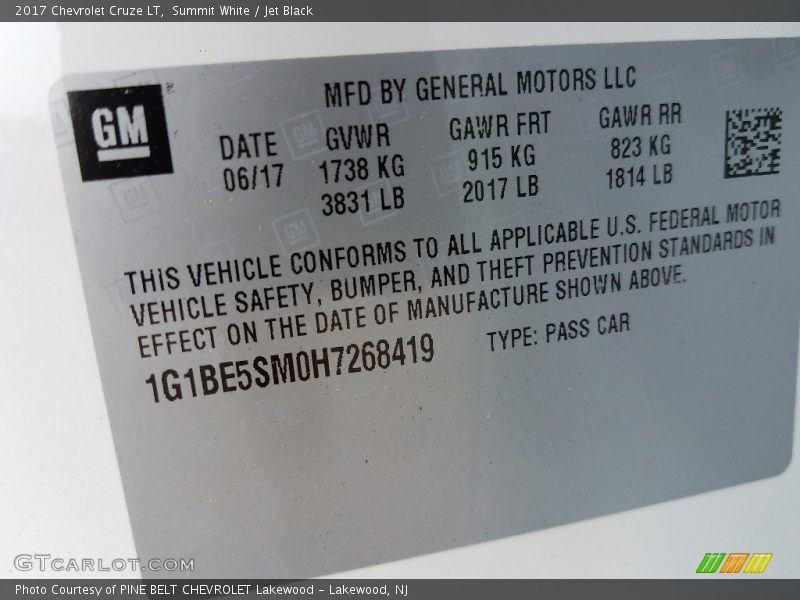 2017 Chevrolet Cruze LT, Summit White / Jet Black
GM ®
MFD BY GENERAL MOTORS LLC
DATE GVWR GAWR FRT GAWR RR
06/17 1738 KG 915 KG 823 KG
3831 LB 2017 LB 1814 LB
THIS VEHICLE CONFORMS TO ALL APPLICABLE U.S. FEDERAL MOTOR
VEHICLE SAFETY, BUMPER, AND THEFT PREVENTION STANDARDS IN
EFFECT ON THE DATE OF MANUFACTURE SHOWN ABOVE.
1G1BE5SM0H7268419 TYPE: PASS CAR
GTCARLOT.COM
Photo Courtesy of PINE BELT CHEVROLET Lakewood - Lakewood, NJ